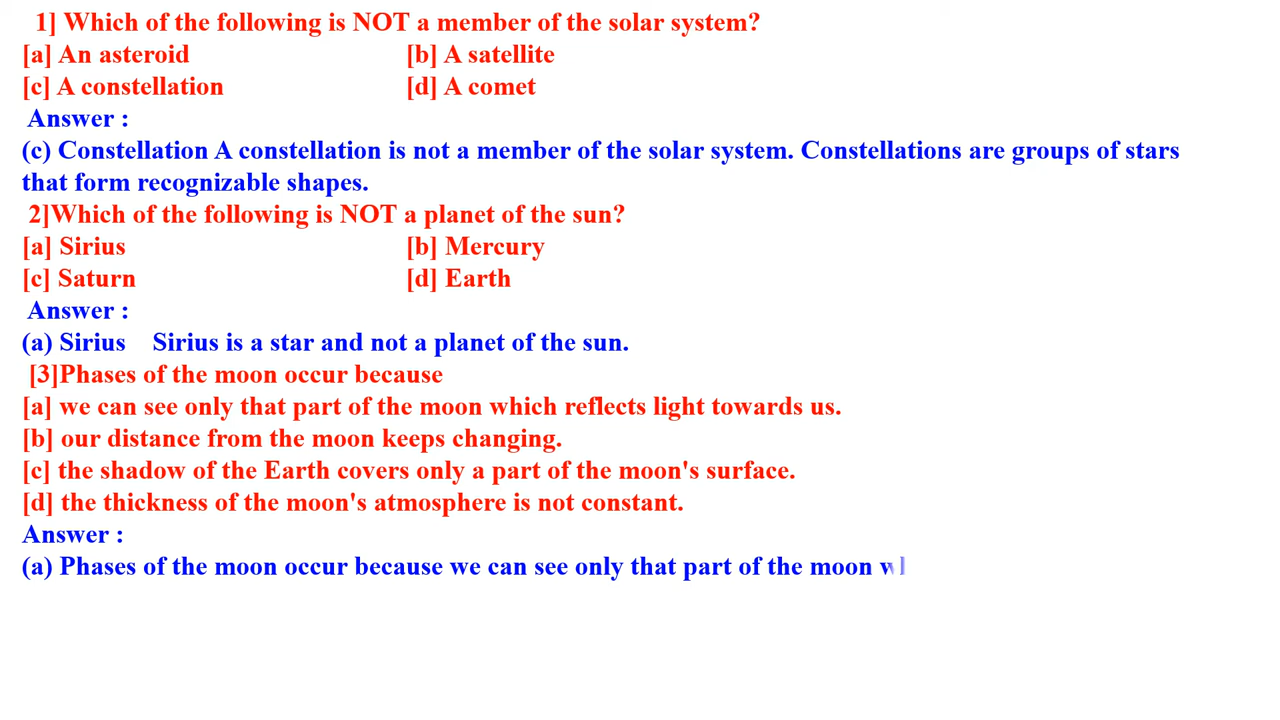 1] Which of the following is NOT a member of the solar system?
[a] An asteroid [b] A satellite
[c] A constellation [d] A comet
Answer :
(c) Constellation A constellation is not a member of the solar system. Constellations are groups of stars
that form recognizable shapes.
2]Which of the following is NOT a planet of the sun?
[a] Sirius [b] Mercury
[c] Saturn [d] Earth
Answer :
(a) Sirius Sirius is a star and not a planet of the sun.
[3]Phases of the moon occur because
[a] we can see only that part of the moon which reflects light towards us.
[b] our distance from the moon keeps changing.
[c] the shadow of the Earth covers only a part of the moon's surface.
[d] the thickness of the moon's atmosphere is not constant.
Answer :
(a) Phases of the moon occur because we can see only that part of the moon